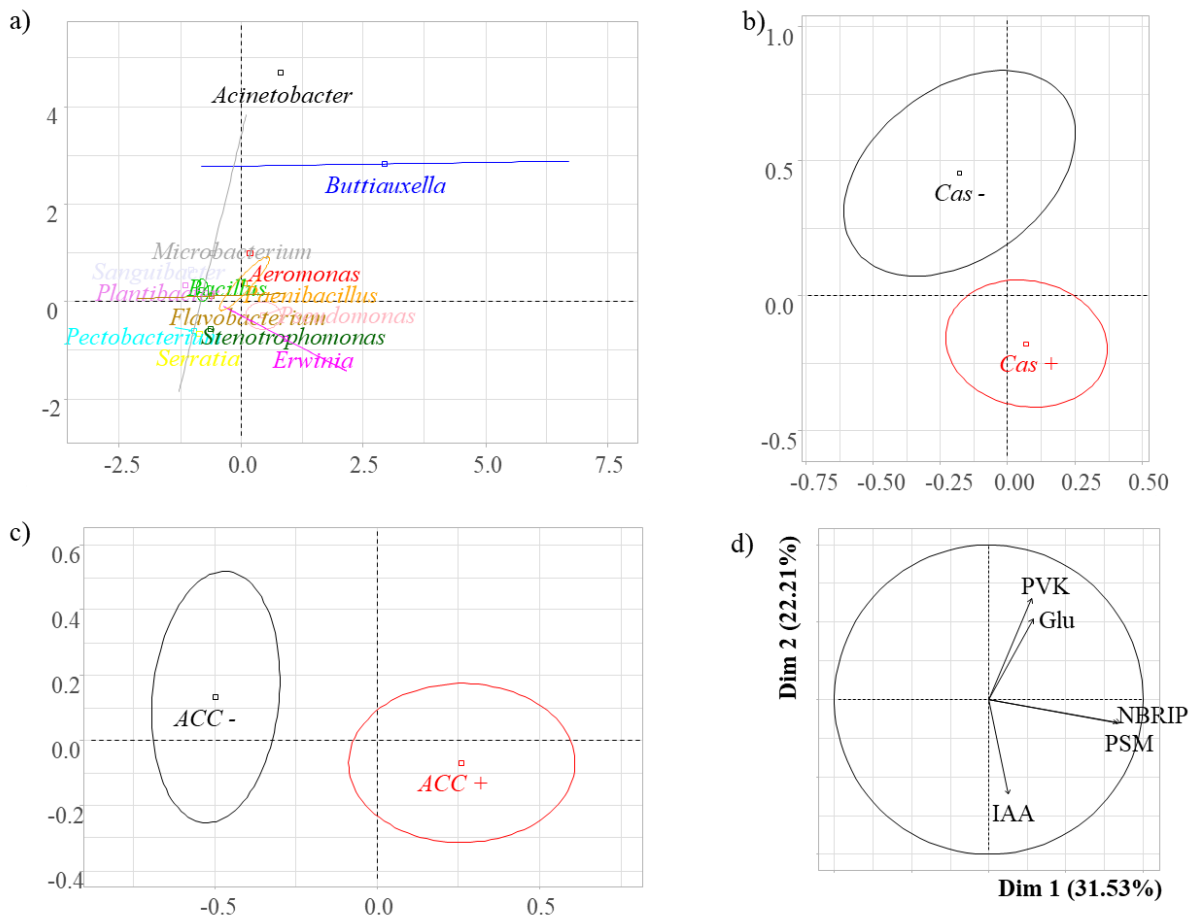 a)
Acinetobacter
Buttiauxella
Microbacterium
Sanguibacter
Bacillus
Aeromonas
Plantibacter
Paenibacillus
Flavobacterium
Pseudomonas
Pectobacterium
Stenotrophomonas
Serratia
Erwinia
4
2
0
-2
-2.5
0.0
2.5
5.0
7.5
b)
1.0
0.5
0.0
-0.5
Cas -
Cas +
-0.75
-0.50
-0.25
0.00
0.25
0.50
c)
0.6
0.4
0.2
0.0
-0.2
-0.4
ACC -
ACC +
-0.5
0.0
0.5
d)
Dim 2 (22.21%)
PVK
Glu
NBRIP
PSM
IAA
Dim 1 (31.53%)